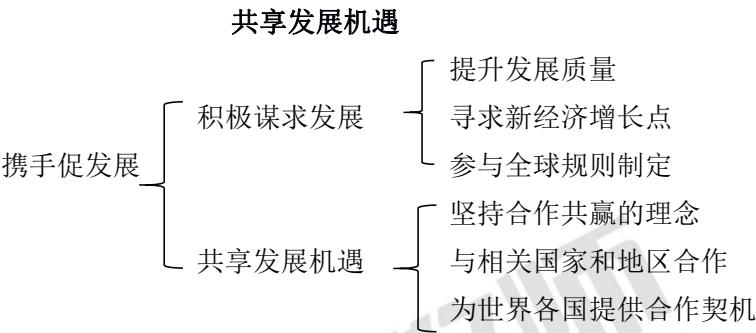 共享发展机遇
提升发展质量
积极谋求发展
寻求新经济增长点
携手促发展
参与全球规则制定
坚持合作共赢的理念
共享发展机遇
与相关国家和地区合作
为世界各国提供合作契机